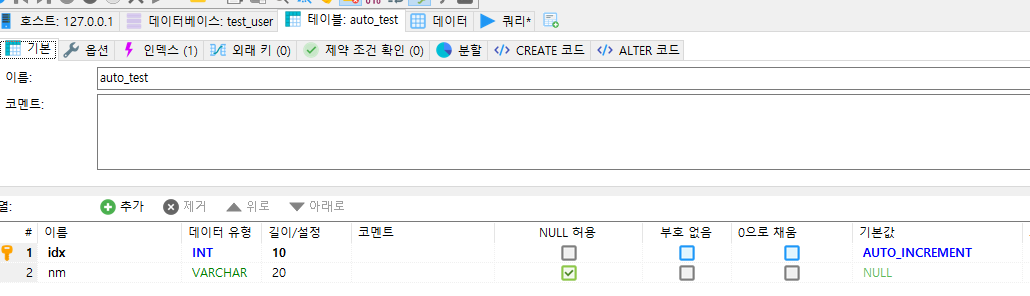 호스트: 127.0.0.1 데이터베이스: test_user 테이블: auto_test 데이터 쿼리*
기본 옵션 인덱스 (1) 외래 키 (0) 제약 조건 확인 (0) 분할 CREATE 코드 ALTER 코드
이름: auto_test
코멘트:
열: 추가 제거 위로 아래로
# 이름 데이터 유형 길이/설정 코멘트 NULL 허용 부호 없음 0으로 채움 기본값
1 idx INT 10 AUTO_INCREMENT
2 nm VARCHAR 20 NULL